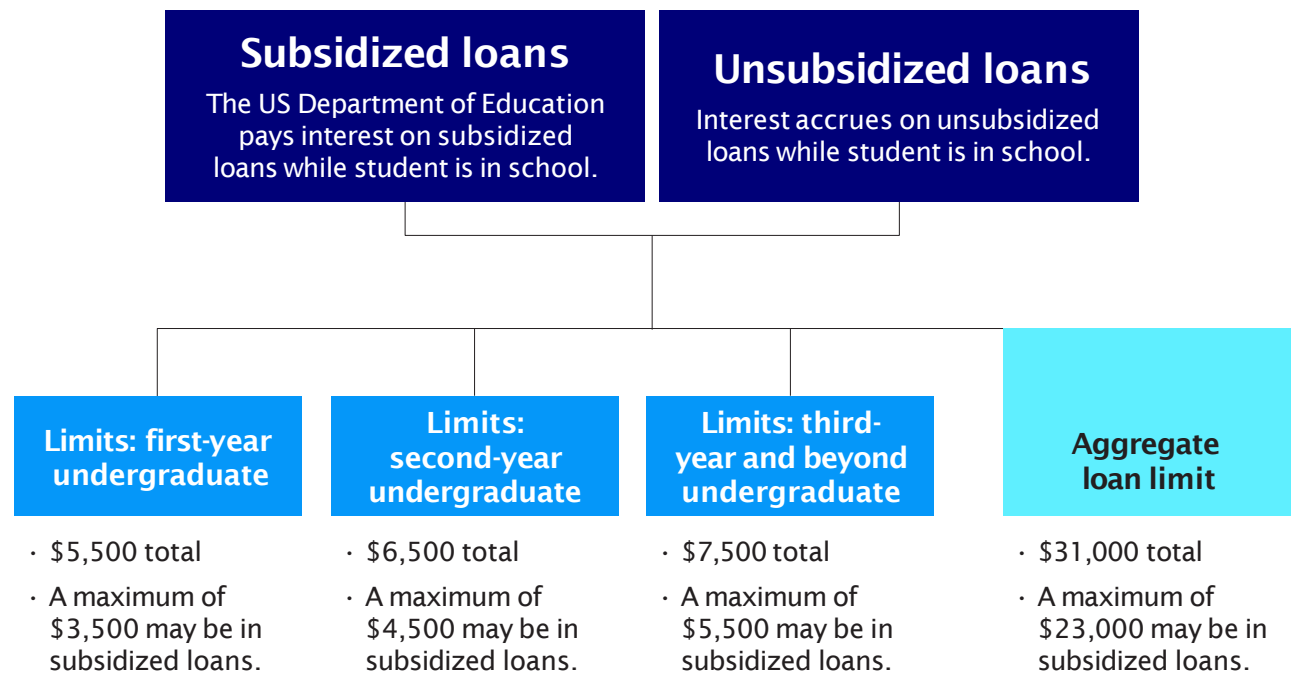 Subsidized loans
The US Department of Education
pays interest on subsidized
loans while student is in school.
Unsubsidized loans
Interest accrues on unsubsidized
loans while student is in school.
Limits: first-year
undergraduate
· $5,500 total
· A maximum of
$3,500 may be in
subsidized loans.
Limits:
second-year
undergraduate
· $6,500 total
· A maximum of
$4,500 may be in
subsidized loans.
Limits: third-
year and beyond
undergraduate
· $7,500 total
· A maximum of
$5,500 may be in
subsidized loans.
Aggregate
loan limit
· $31,000 total
· A maximum of
$23,000 may be in
subsidized loans.